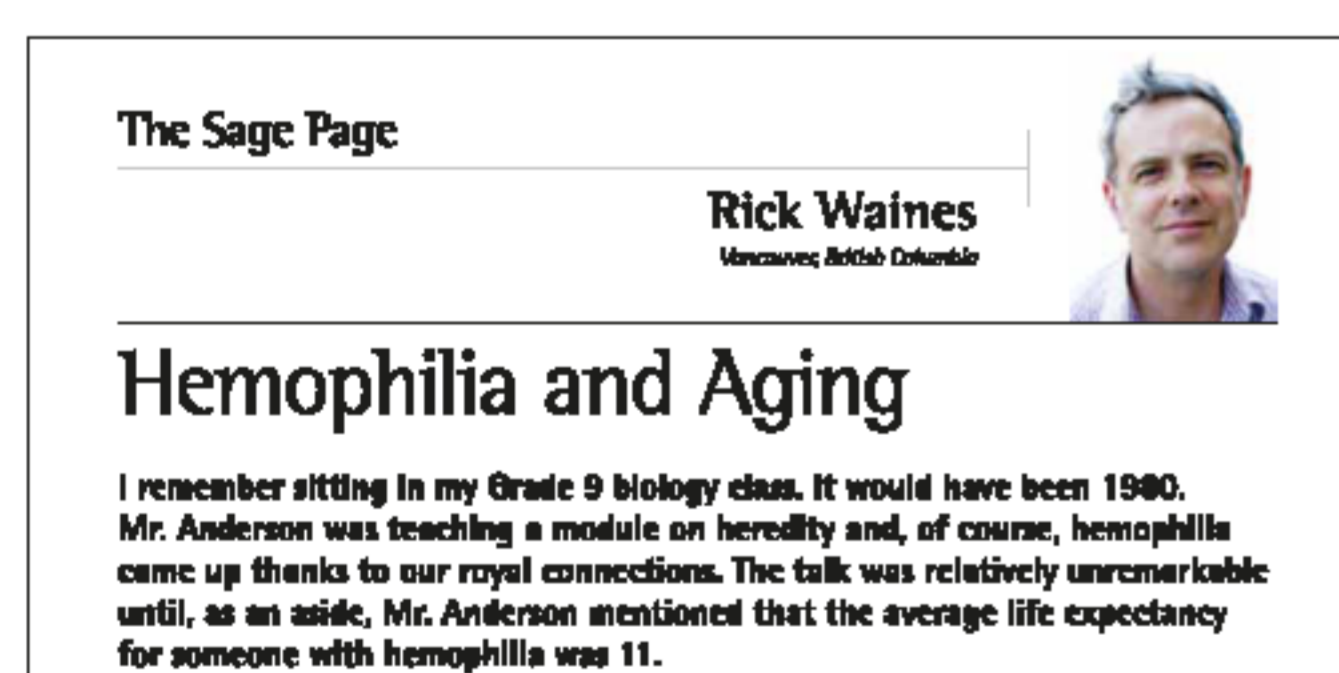 The Sage Page
Rick Waines
Vancouver, British Columbia
Hemophilia and Aging
I remember sitting in my Grade 9 biology class. It would have been 1980.
Mr. Anderson was teaching a module on heredity and, of course, hemophilia
came up thanks to our royal connections. The talk was relatively unremarkable
until, as an aside, Mr. Anderson mentioned that the average life expectancy
for someone with hemophilia was 11.